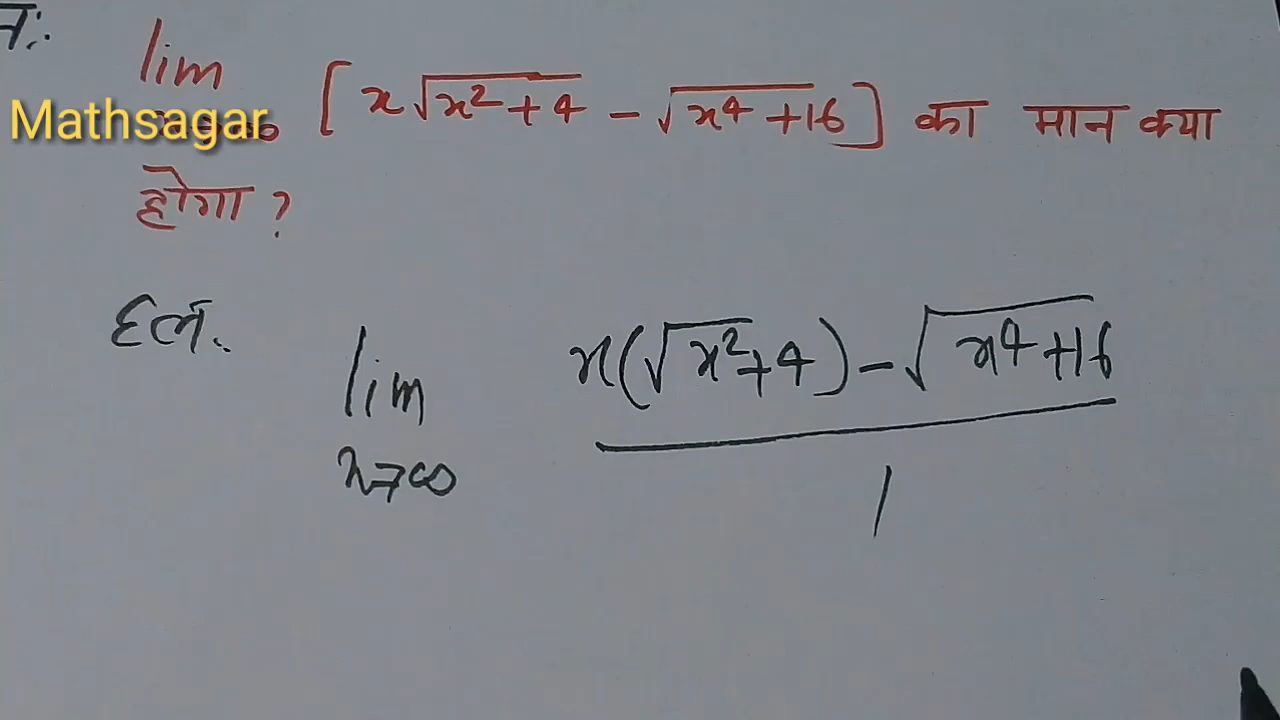 न:
lim [x√x²+4 - √x⁴+16] का मान क्या
Mathsagar
होगा ?
हल.
lim x(√x²+4) - √x⁴+16
x→∞ 1